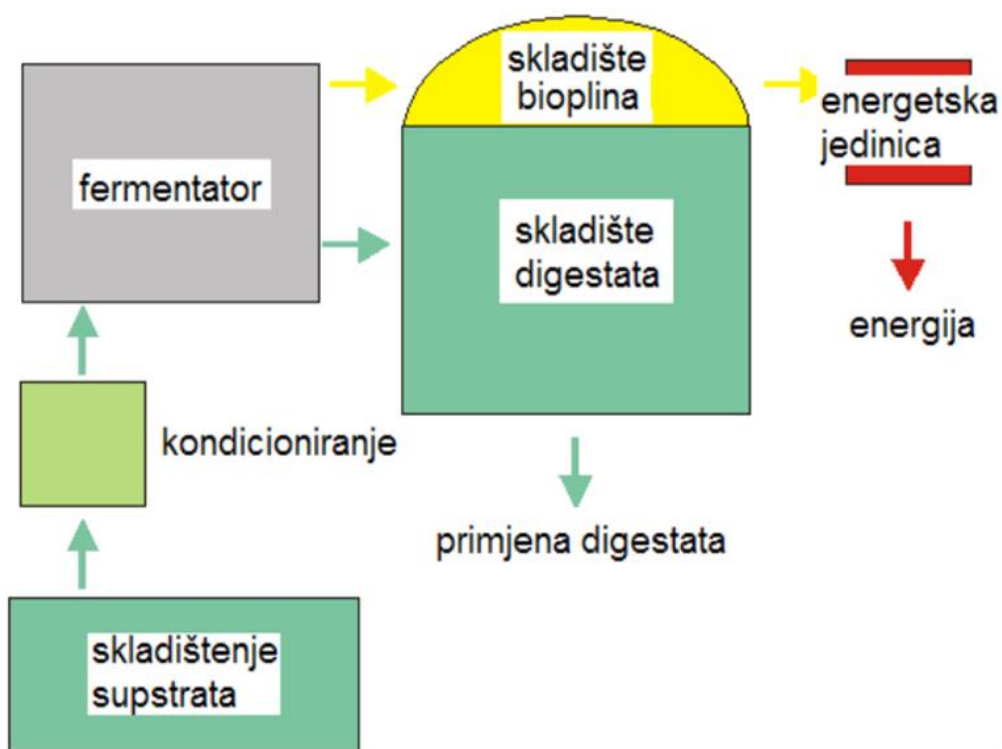 skladište
bioplina
energetska
jedinica
fermentator
skladište
digestata
energija
kondicioniranje
primjena digestata
skladištenje
supstrata